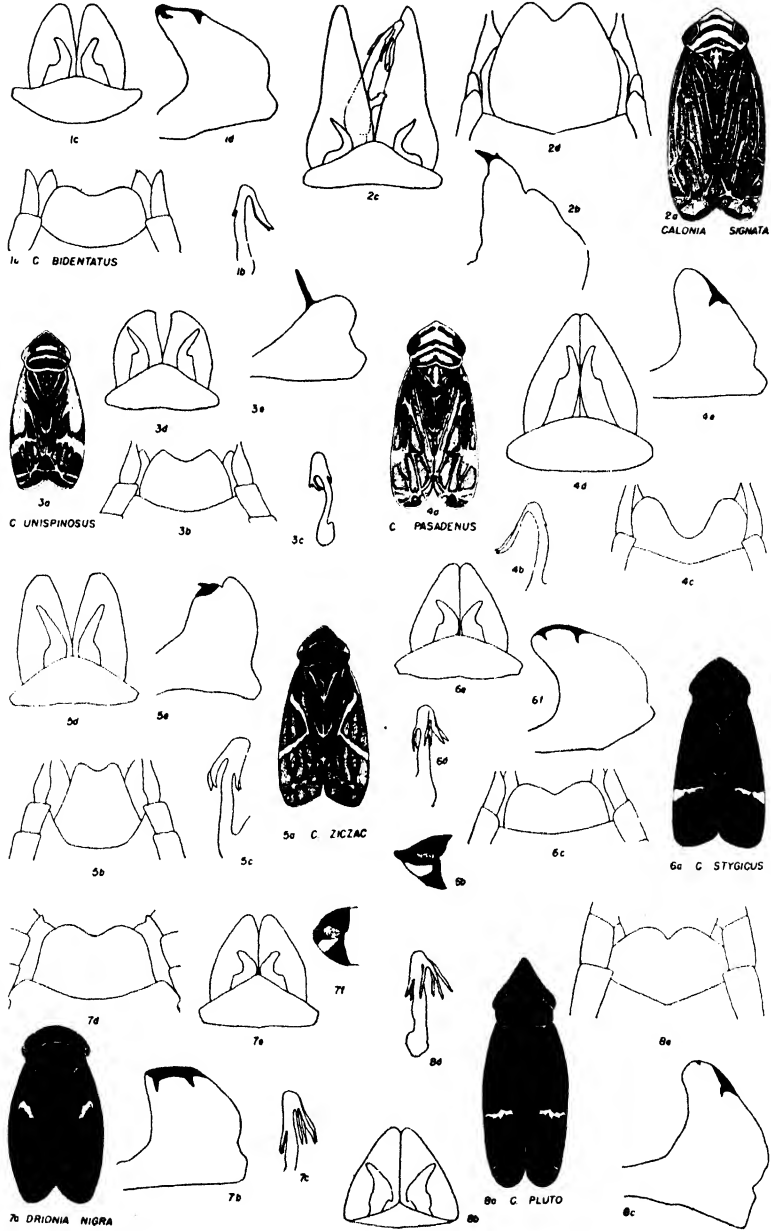 1c
1d
2c
2d
2a
CALONIA SIGNATA
2b
1a C BIDENTATUS
1b
3a
C UNISPINOSUS
3d
3e
3b
3c
4a
C PASADENUS
4d
4e
4b
4c
5d
5e
5a C ZICZAC
5b
5c
6e
6f
6d
6b
6c
6a C STYGICUS
7d
7e
7f
7a DRIONIA NIGRA
7b
7c
8d
8b
8a C PLUTO
8e
8c